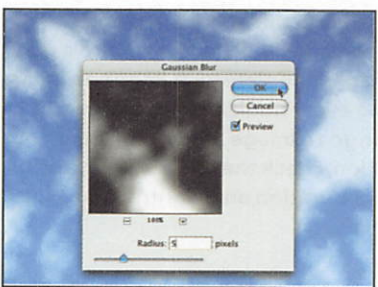 Gaussian Blur
OK
Cancel
Preview
100%
Radius: 5 pixels